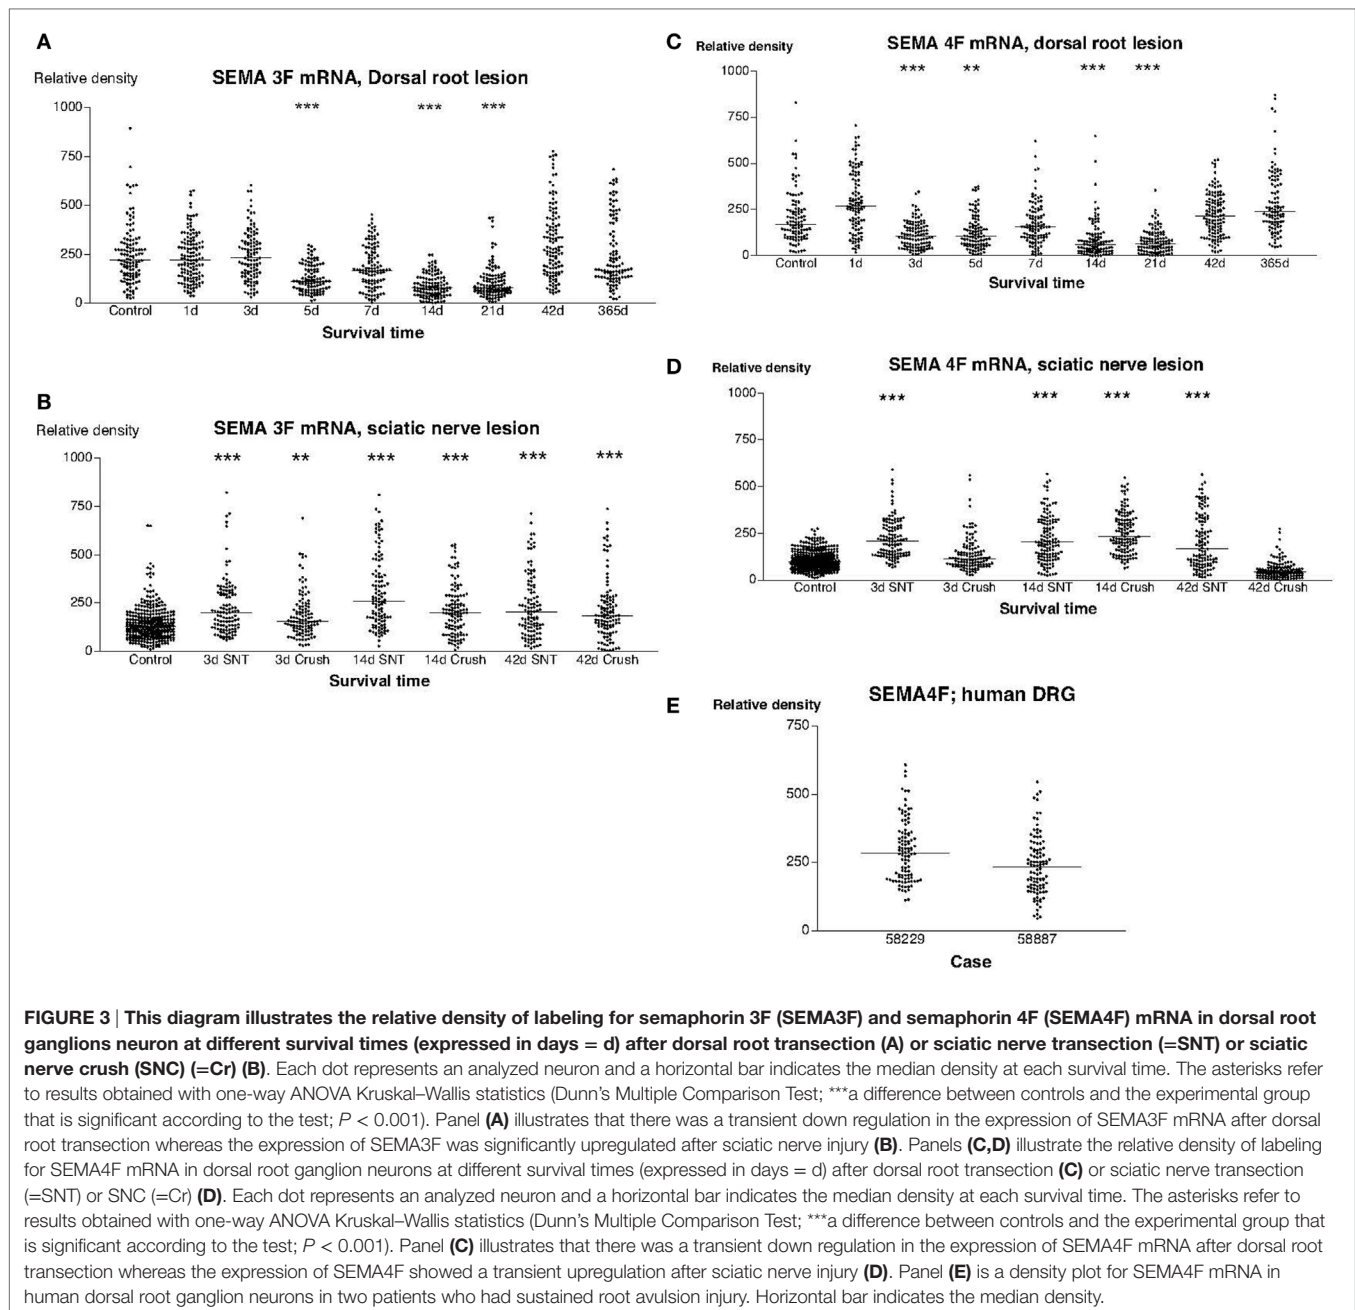 A
SEMA 3F mRNA, Dorsal root lesion
Relative density
*** *** ***
1000
750
500
250
0
Control 1d 3d 5d 7d 14d 21d 42d 365d
Survival time
B
SEMA 3F mRNA, sciatic nerve lesion
Relative density
*** ** *** *** *** ***
1000
750
500
250
0
Control 3d SNT 3d Crush 14d SNT 14d Crush 42d SNT 42d Crush
Survival time
C
SEMA 4F mRNA, dorsal root lesion
Relative density
*** ** *** ***
1000
750
500
250
0
Control 1d 3d 5d 7d 14d 21d 42d 365d
Survival time
D
SEMA 4F mRNA, sciatic nerve lesion
Relative density
*** *** *** ***
1000
750
500
250
0
Control 3d SNT 3d Crush 14d SNT 14d Crush 42d SNT 42d Crush
Survival time
E
SEMA4F; human DRG
Relative density
750
500
250
0
58229 58887
Case
FIGURE 3 | This diagram illustrates the relative density of labeling for semaphorin 3F (SEMA3F) and semaphorin 4F (SEMA4F) mRNA in dorsal root
ganglions neuron at different survival times (expressed in days = d) after dorsal root transection (A) or sciatic nerve transection (=SNT) or sciatic
nerve crush (SNC) (=Cr) (B). Each dot represents an analyzed neuron and a horizontal bar indicates the median density at each survival time. The asterisks refer
to results obtained with one-way ANOVA Kruskal–Wallis statistics (Dunn's Multiple Comparison Test; ***a difference between controls and the experimental group
that is significant according to the test; P < 0.001). Panel (A) illustrates that there was a transient down regulation in the expression of SEMA3F mRNA after dorsal
root transection whereas the expression of SEMA3F was significantly upregulated after sciatic nerve injury (B). Panels (C,D) illustrate the relative density of labeling
for SEMA4F mRNA in dorsal root ganglion neurons at different survival times (expressed in days = d) after dorsal root transection (C) or sciatic nerve transection
(=SNT) or SNC (=Cr) (D). Each dot represents an analyzed neuron and a horizontal bar indicates the median density at each survival time. The asterisks refer to
results obtained with one-way ANOVA Kruskal–Wallis statistics (Dunn's Multiple Comparison Test; ***a difference between controls and the experimental group that
is significant according to the test; P < 0.001). Panel (C) illustrates that there was a transient down regulation in the expression of SEMA4F mRNA after dorsal root
transection whereas the expression of SEMA4F showed a transient upregulation after sciatic nerve injury (D). Panel (E) is a density plot for SEMA4F mRNA in
human dorsal root ganglion neurons in two patients who had sustained root avulsion injury. Horizontal bar indicates the median density.